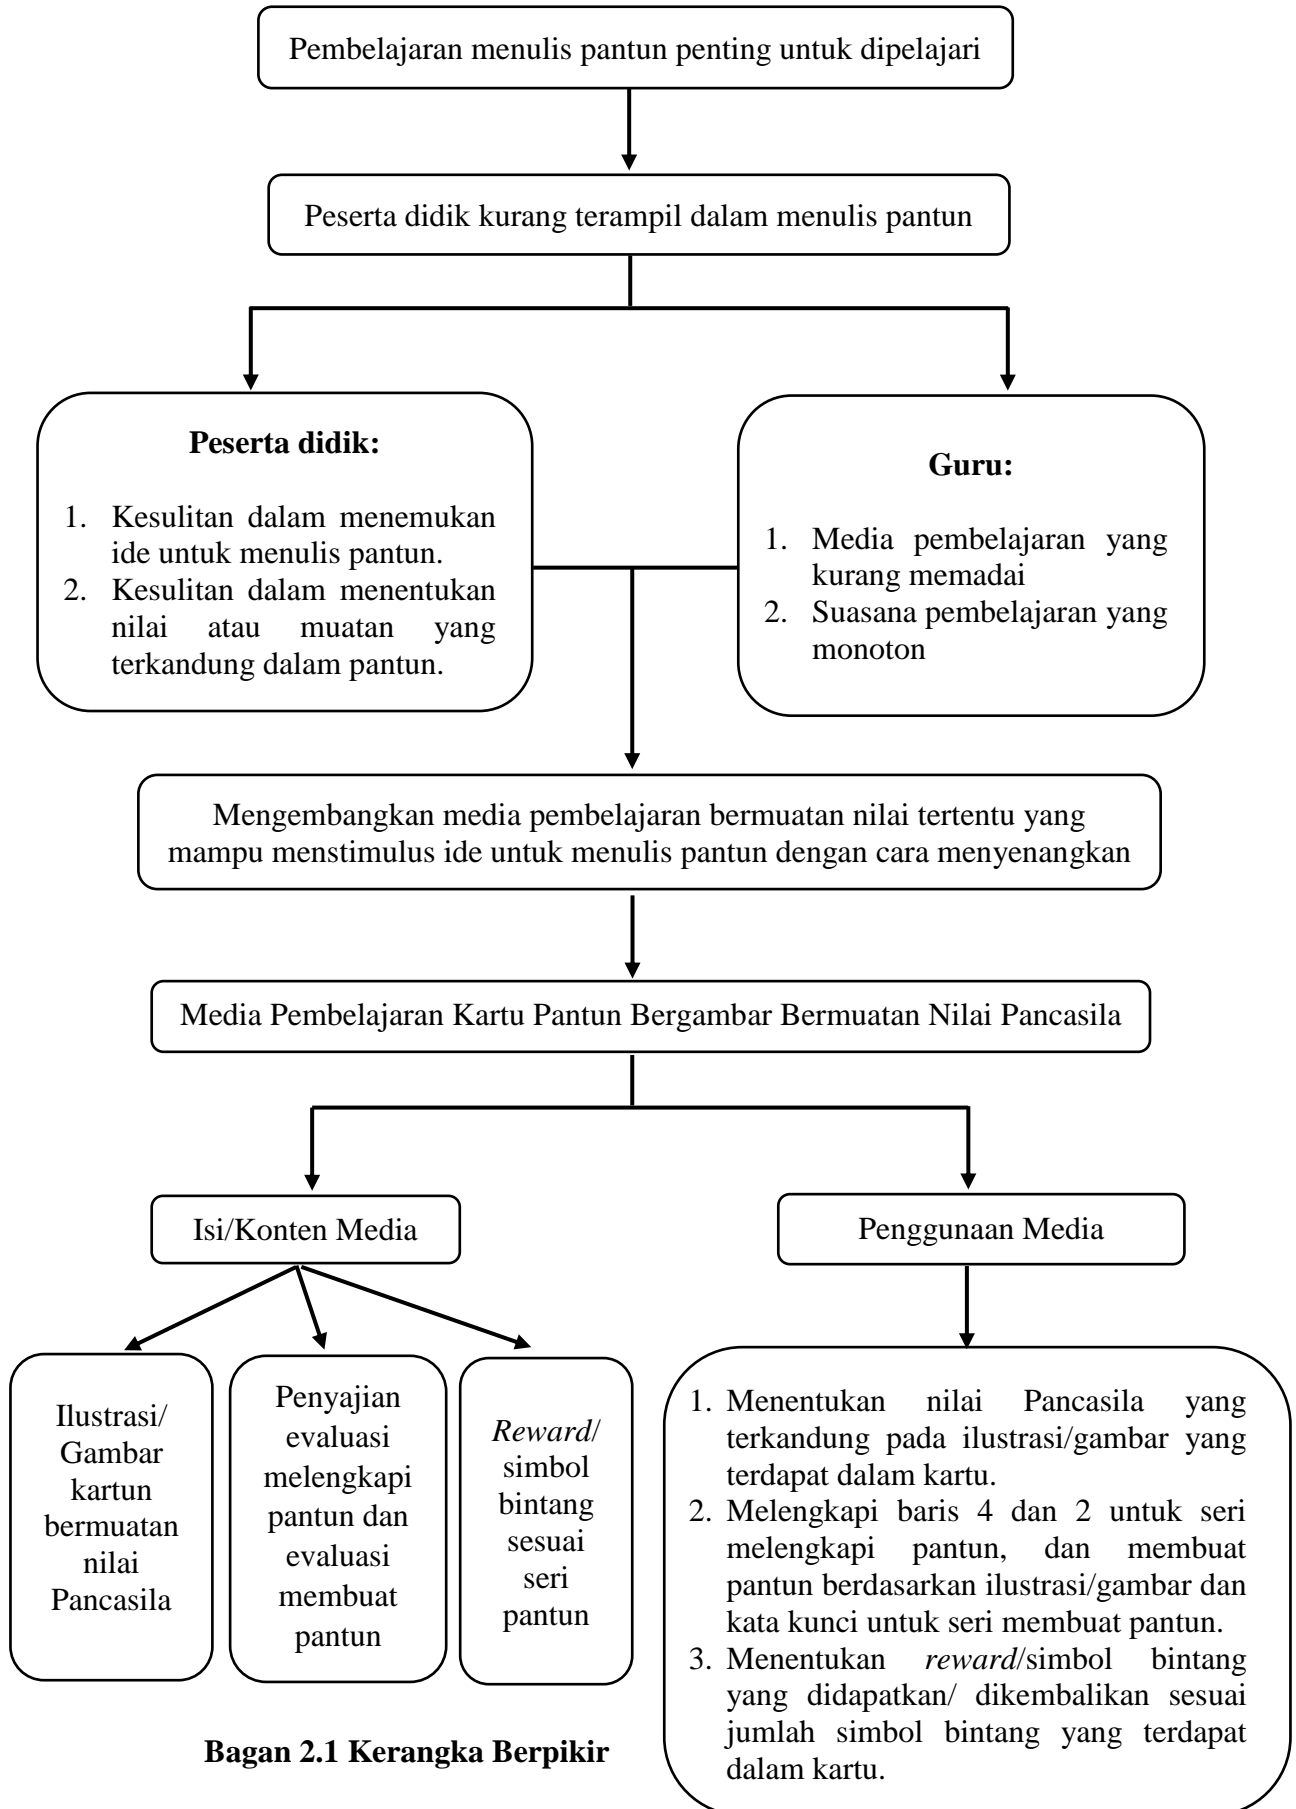 Pembelajaran menulis pantun penting untuk dipelajari
Peserta didik kurang terampil dalam menulis pantun
Peserta didik:
1. Kesulitan dalam menemukan
ide untuk menulis pantun.
2. Kesulitan dalam menentukan
nilai atau muatan yang
terkandung dalam pantun.
Guru:
1. Media pembelajaran yang
kurang memadai
2. Suasana pembelajaran yang
monoton
Mengembangkan media pembelajaran bermuatan nilai tertentu yang
mampu menstimulus ide untuk menulis pantun dengan cara menyenangkan
Media Pembelajaran Kartu Pantun Bergambar Bermuatan Nilai Pancasila
Isi/Konten Media
Penggunaan Media
Ilustrasi/
Gambar
kartun
bermuatan
nilai
Pancasila
Penyajian
evaluasi
melengkapi
pantun dan
evaluasi
membuat
pantun
Reward/
simbol
bintang
sesuai
seri
pantun
1. Menentukan nilai Pancasila yang
terkandung pada ilustrasi/gambar yang
terdapat dalam kartu.
2. Melengkapi baris 4 dan 2 untuk seri
melengkapi pantun, dan membuat
pantun berdasarkan ilustrasi/gambar dan
kata kunci untuk seri membuat pantun.
3. Menentukan reward/simbol bintang
yang didapatkan/ dikembalikan sesuai
jumlah simbol bintang yang terdapat
dalam kartu.
Bagan 2.1 Kerangka Berpikir